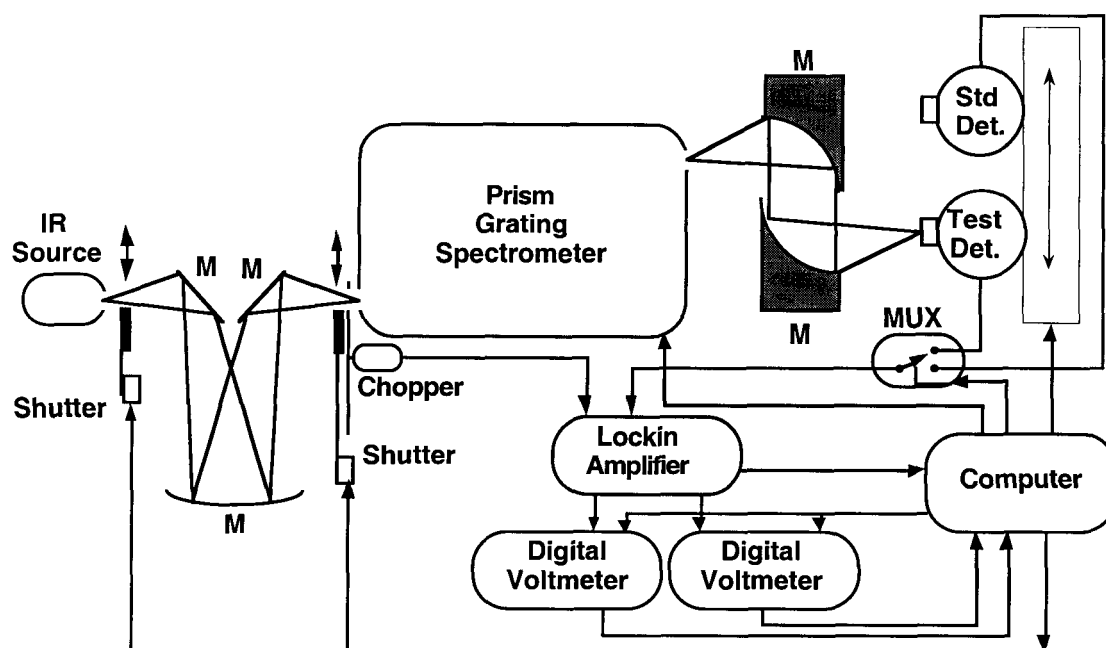 M
Std
Det.
Prism
Grating
Spectrometer
IR
Source
M
M
Test
Det.
M
MUX
Chopper
Shutter
Lockin
Amplifier
Shutter
Computer
M
Digital
Voltmeter
Digital
Voltmeter